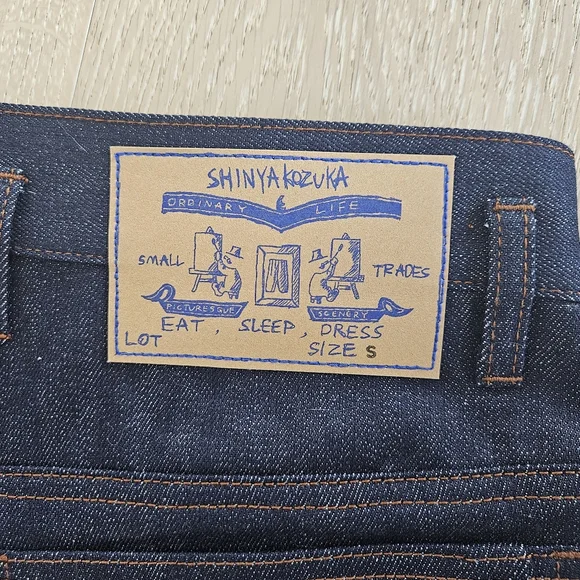 SHINYAKOZUKA
ORDINARY LIFE
SMALL TRADES
PICTURESQUE SCENERY
EAT, SLEEP, DRESS
LOT SIZE S